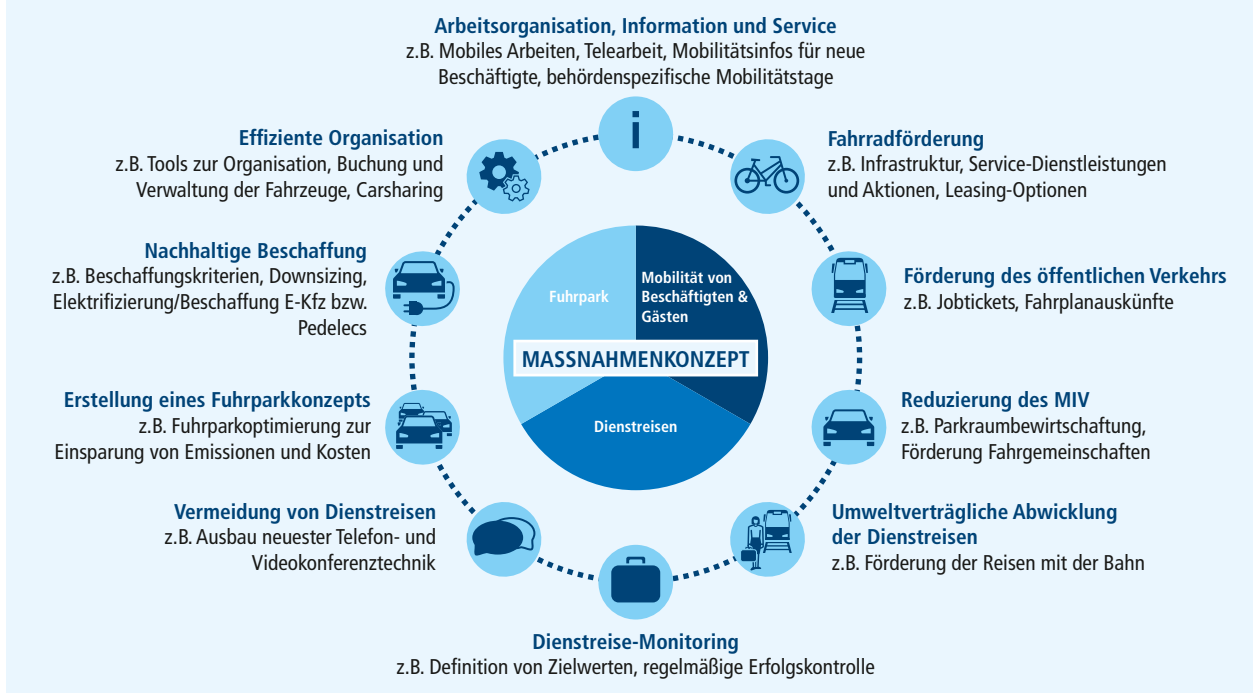 Arbeitsorganisation, Information und Service
z.B. Mobiles Arbeiten, Telearbeit, Mobilitätsinfos für neue
Beschäftigte, behördenspezifische Mobilitätstage
i
Fahrradförderung
z.B. Infrastruktur, Service-Dienstleistungen
und Aktionen, Leasing-Optionen
Förderung des öffentlichen Verkehrs
z.B. Jobtickets, Fahrplanauskünfte
Reduzierung des MIV
z.B. Parkraumbewirtschaftung,
Förderung Fahrgemeinschaften
Umweltverträgliche Abwicklung
der Dienstreisen
z.B. Förderung der Reisen mit der Bahn
Dienstreise-Monitoring
z.B. Definition von Zielwerten, regelmäßige Erfolgskontrolle
Vermeidung von Dienstreisen
z.B. Ausbau neuester Telefon- und
Videokonferenztechnik
Erstellung eines Fuhrparkkonzepts
z.B. Fuhrparkoptimierung zur
Einsparung von Emissionen und Kosten
Nachhaltige Beschaffung
z.B. Beschaffungskriterien, Downsizing,
Elektrifizierung/Beschaffung E-Kfz bzw.
Pedelecs
Effiziente Organisation
z.B. Tools zur Organisation, Buchung und
Verwaltung der Fahrzeuge, Carsharing
Fuhrpark
Mobilität von
Beschäftigten &
Gästen
MASSNAHMENKONZEPT
Dienstreisen